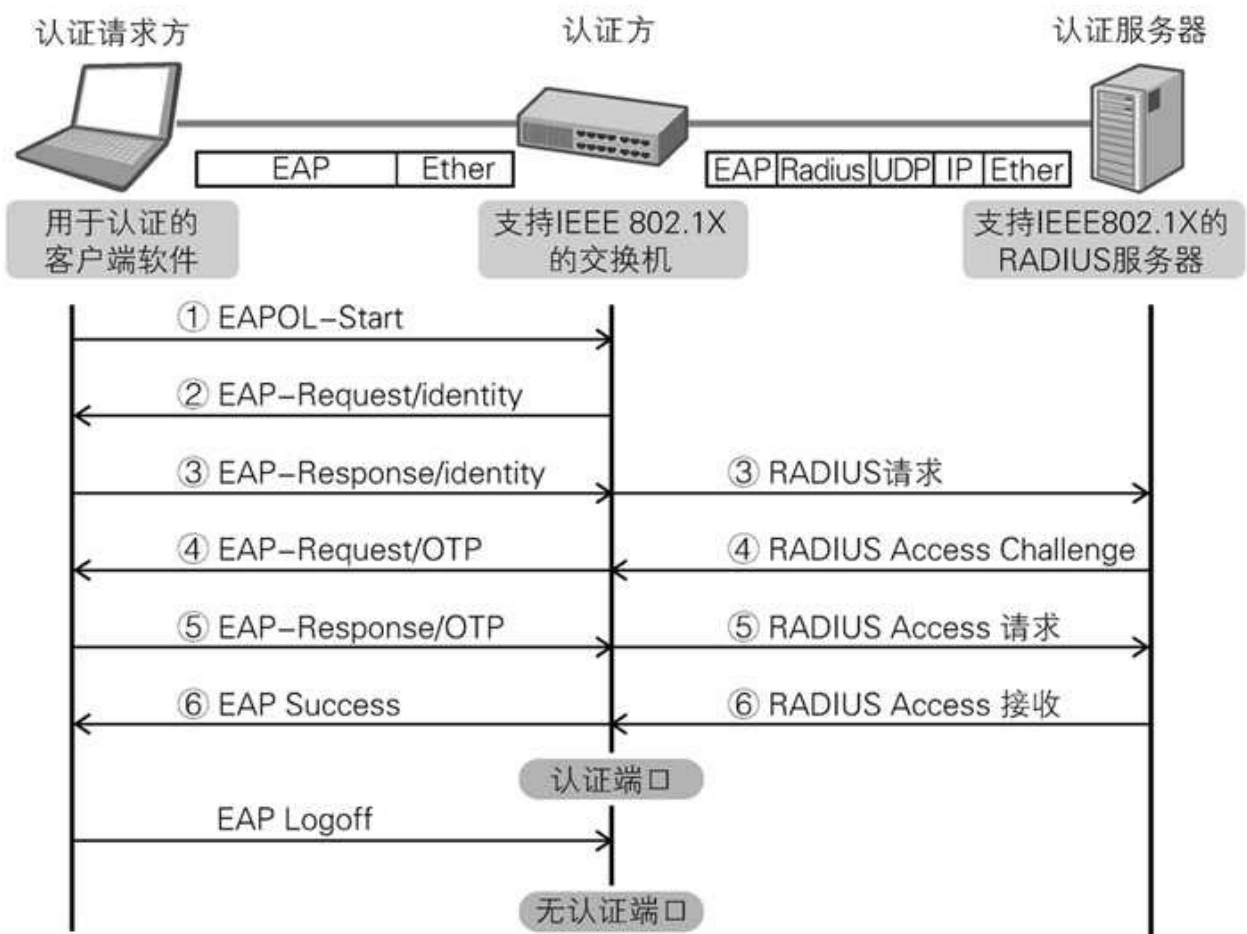 认证请求方
认证方
认证服务器
EAP Ether
EAP Radius UDP IP Ether
用于认证的
客户端软件
支持IEEE 802.1X
的交换机
支持IEEE802.1X的
RADIUS服务器
① EAPOL–Start
② EAP–Request/identity
③ EAP–Response/identity
③ RADIUS请求
④ EAP–Request/OTP
④ RADIUS Access Challenge
⑤ EAP–Response/OTP
⑤ RADIUS Access 请求
⑥ EAP Success
⑥ RADIUS Access 接收
认证端口
EAP Logoff
无认证端口